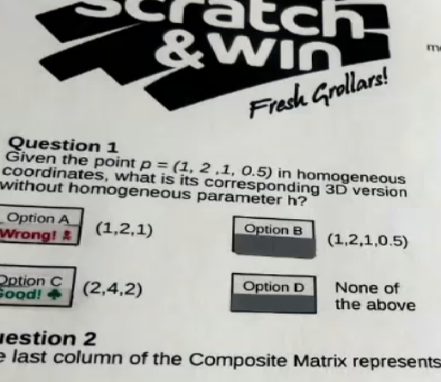 Scratch
&win
Fresh Grollars!
Question 1
Given the point p = (1, 2 ,1, 0.5) in homogeneous
coordinates, what is its corresponding 3D version
without homogeneous parameter h?
Option A
Wrong!
(1,2,1)
Option B
(1,2,1,0.5)
Option C
Good!
(2,4,2)
Option D
None of
the above
uestion 2
e last column of the Composite Matrix represents